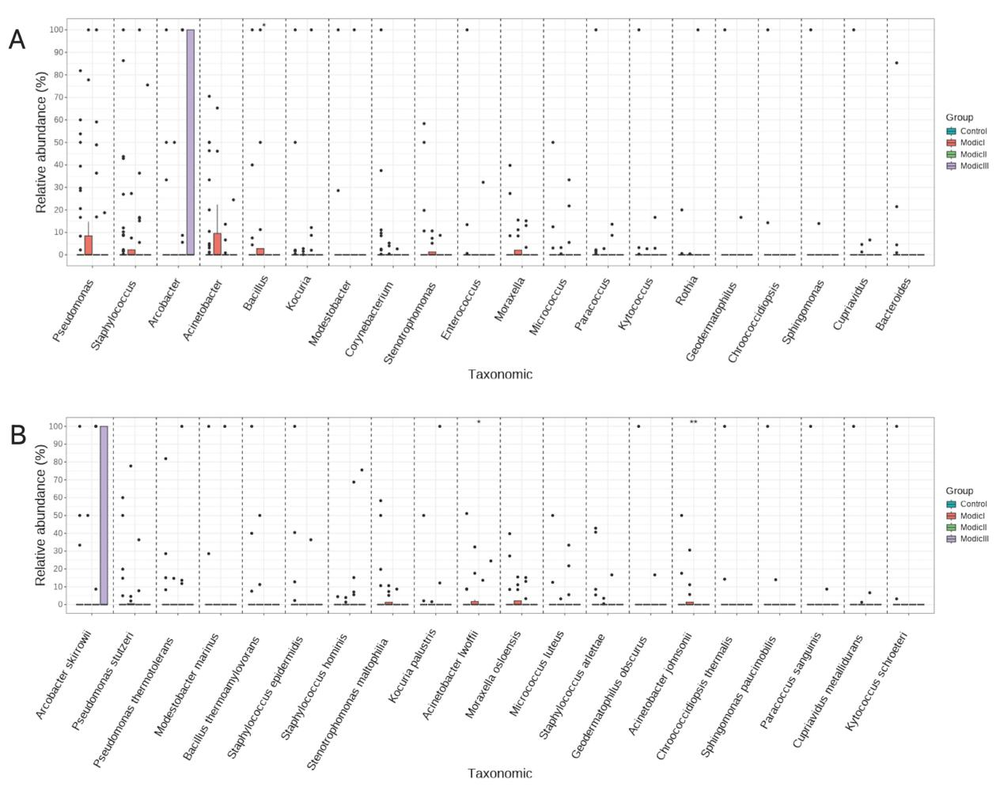 A
Relative abundance (%)
100
90
80
70
60
50
40
30
20
10
0
*
Pseudomonas
Staphylococcus
Arcobacter
Acinetobacter
Bacillus
Kocuria
Modestobacter
Corynebacterium
Stenotrophomonas
Enterococcus
Moraxella
Micrococcus
Paracoccus
Kytococcus
Rothia
Geodermatophilus
Chroococcidiopsis
Sphingomonas
Cupriavidus
Bacteroides
Taxonomic
Group
Control
ModicI
ModicII
ModicIII
B
Relative abundance (%)
100
90
80
70
60
50
40
30
20
10
0
*
**
Arcobacter skirrowii
Pseudomonas stutzeri
Pseudomonas thermotolerans
Modestobacter marinus
Bacillus thermoamylovorans
Staphylococcus epidermidis
Staphylococcus hominis
Stenotrophomonas maltophilia
Kocuria palustris
Acinetobacter lwoffii
Moraxella osloensis
Micrococcus luteus
Staphylococcus arlettae
Geodermatophilus obscurus
Acinetobacter johnsonii
Chroococcidiopsis thermalis
Sphingomonas paucimobilis
Paracoccus sanguinis
Cupriavidus metallidurans
Kytococcus schroeteri
Taxonomic
Group
Control
ModicI
ModicII
ModicIII